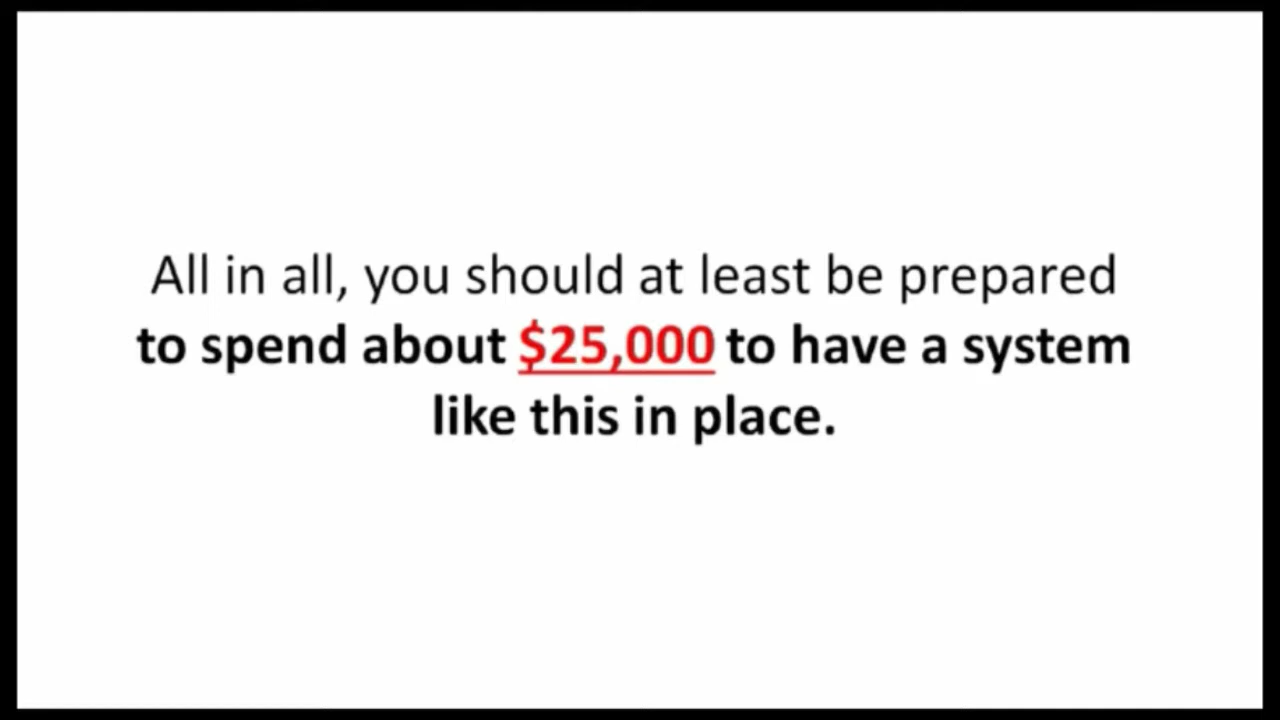 All in all, you should at least be prepared
to spend about $25,000 to have a system
like this in place.